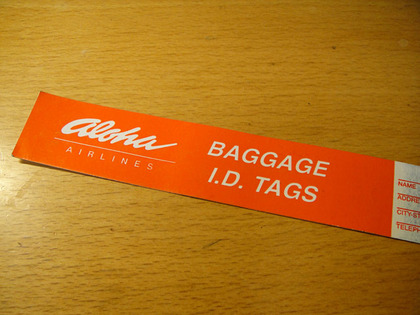 aloha
AIRLINES
BAGGAGE
I.D. TAGS
NAME